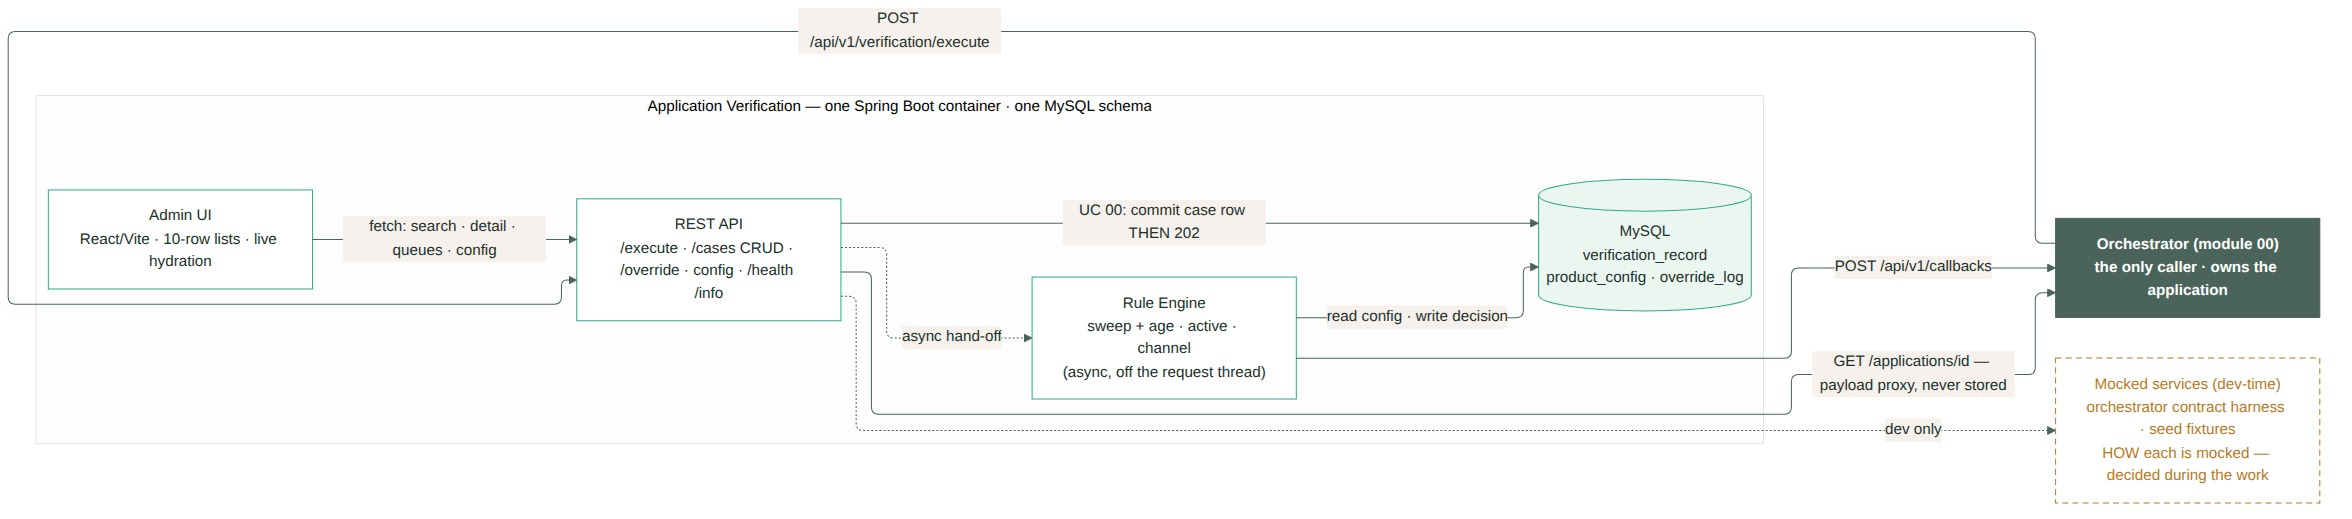 POST
/api/v1/verification/execute
Application Verification — one Spring Boot container · one MySQL schema
Admin UI
React/Vite · 10-row lists · live
hydration
fetch: search · detail ·
queues · config
REST API
/execute · /cases CRUD ·
/override · config · /health
/info
UC 00: commit case row
THEN 202
async hand-off
Rule Engine
sweep + age · active ·
channel
(async, off the request thread)
read config · write decision
MySQL
verification_record
product_config · override_log
POST /api/v1/callbacks
GET /applications/id —
payload proxy, never stored
dev only
Orchestrator (module 00)
the only caller · owns the
application
Mocked services (dev-time)
orchestrator contract harness
· seed fixtures
HOW each is mocked —
decided during the work